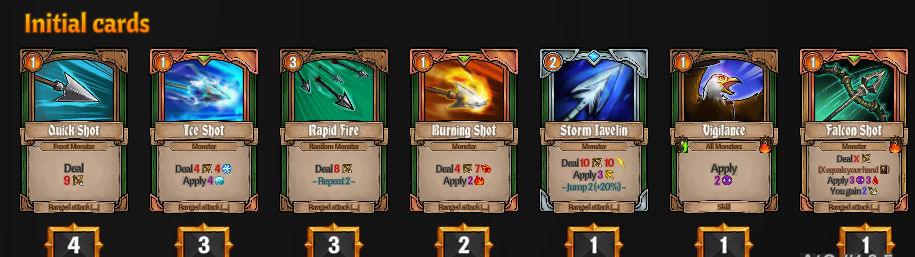 Initial cards
1
1
3
1
2
1
1
Quick Shot
Ice Shot
Rapid Fire
Burning Shot
Storm Javelin
Vigilance
Falcon Shot
Front Monster
Monster
Random Monster
Monster
Monster
All Monsters
Monster
Deal
9
Deal 4 4
Apply 4
Deal 8
- Repeat 2 -
Deal 4 7
Apply 2
Deal 10 10
Apply 3
- Jump 2 (+20%) -
Apply
2
Deal X
(X equals your hand )
Apply 3 3
You gain 2
Ranged attack
Ranged attack
Ranged attack
Ranged attack
Ranged attack
Skill
Ranged attack
4
3
3
2
1
1
1